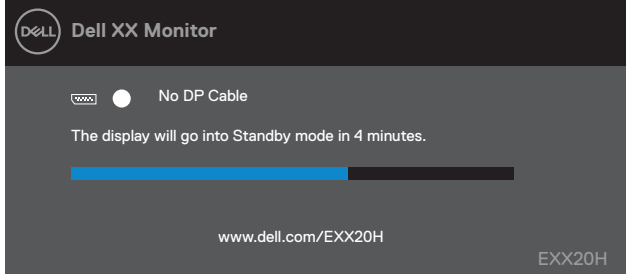 DELL Dell XX Monitor
No DP Cable
The display will go into Standby mode in 4 minutes.
www.dell.com/EXX20H
EXX20H